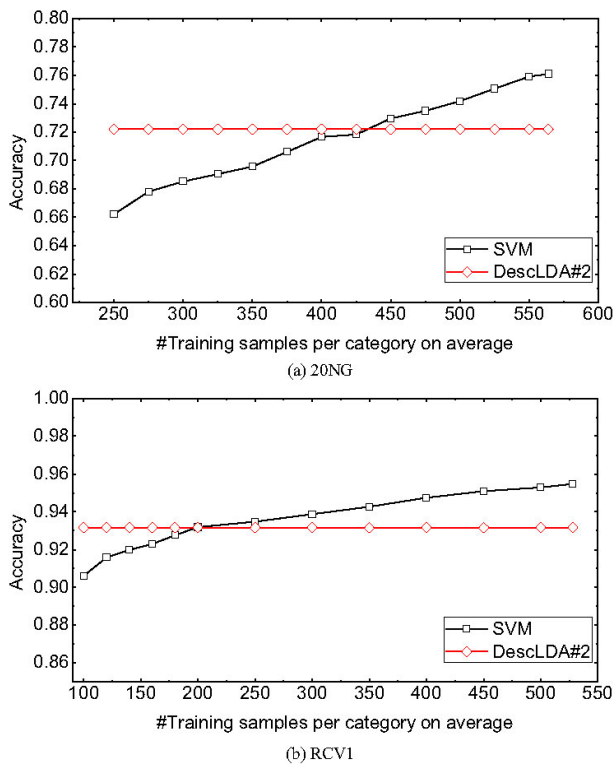 0.80
0.76
0.74
0.72
0.70
0.68
0.66
0.64
0.62
0.60
Accuracy
SVM
DescLDA#2
250 300 350 400 450 500 550 600
#Training samples per category on average
(a) 20NG
1.00
0.98
0.96
0.94
0.92
0.90
0.88
0.86
Accuracy
SVM
DescLDA#2
100 150 200 250 300 350 400 450 500 550
#Training samples per category on average
(b) RCV1